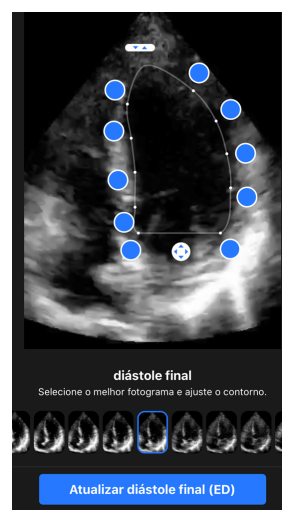 diástole final
Selecione o melhor fotograma e ajuste o contorno.
Atualizar diástole final (ED)